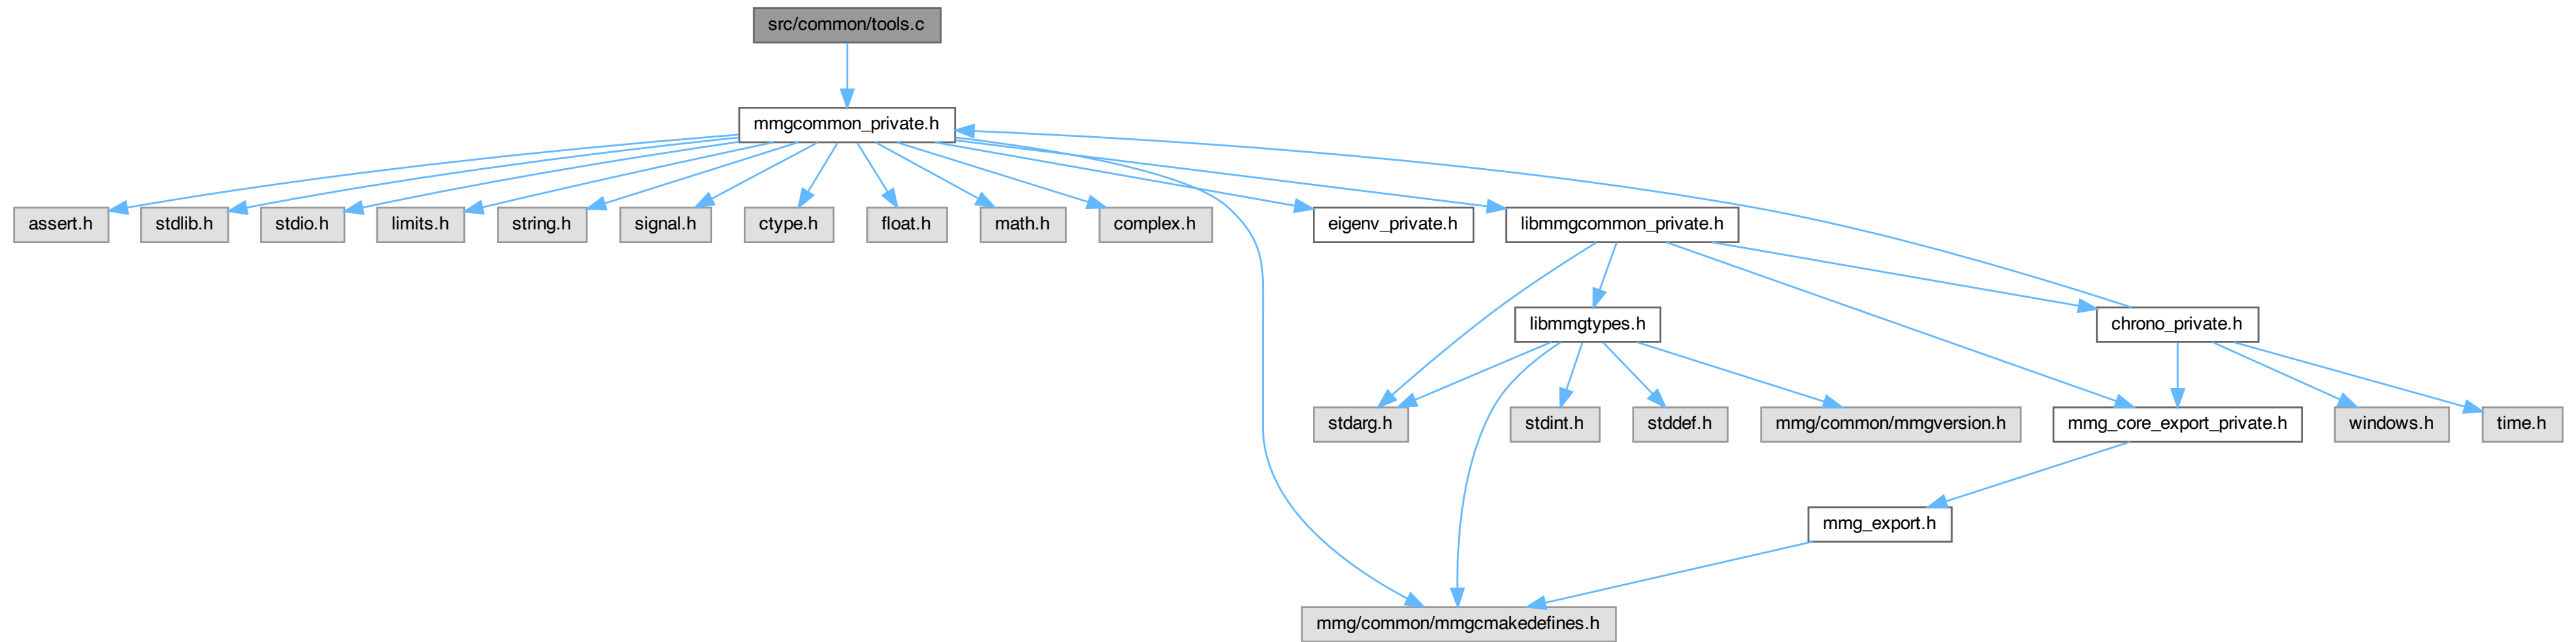 src/common/tools.c
mmgcommon_private.h
assert.h
stdlib.h
stdio.h
limits.h
string.h
signal.h
ctype.h
float.h
math.h
complex.h
eigenv_private.h
libmmgcommon_private.h
libmmgtypes.h
chrono_private.h
stdarg.h
stdint.h
stddef.h
mmg/common/mmgversion.h
mmg_core_export_private.h
windows.h
time.h
mmg_export.h
mmg/common/mmgcmakedefines.h